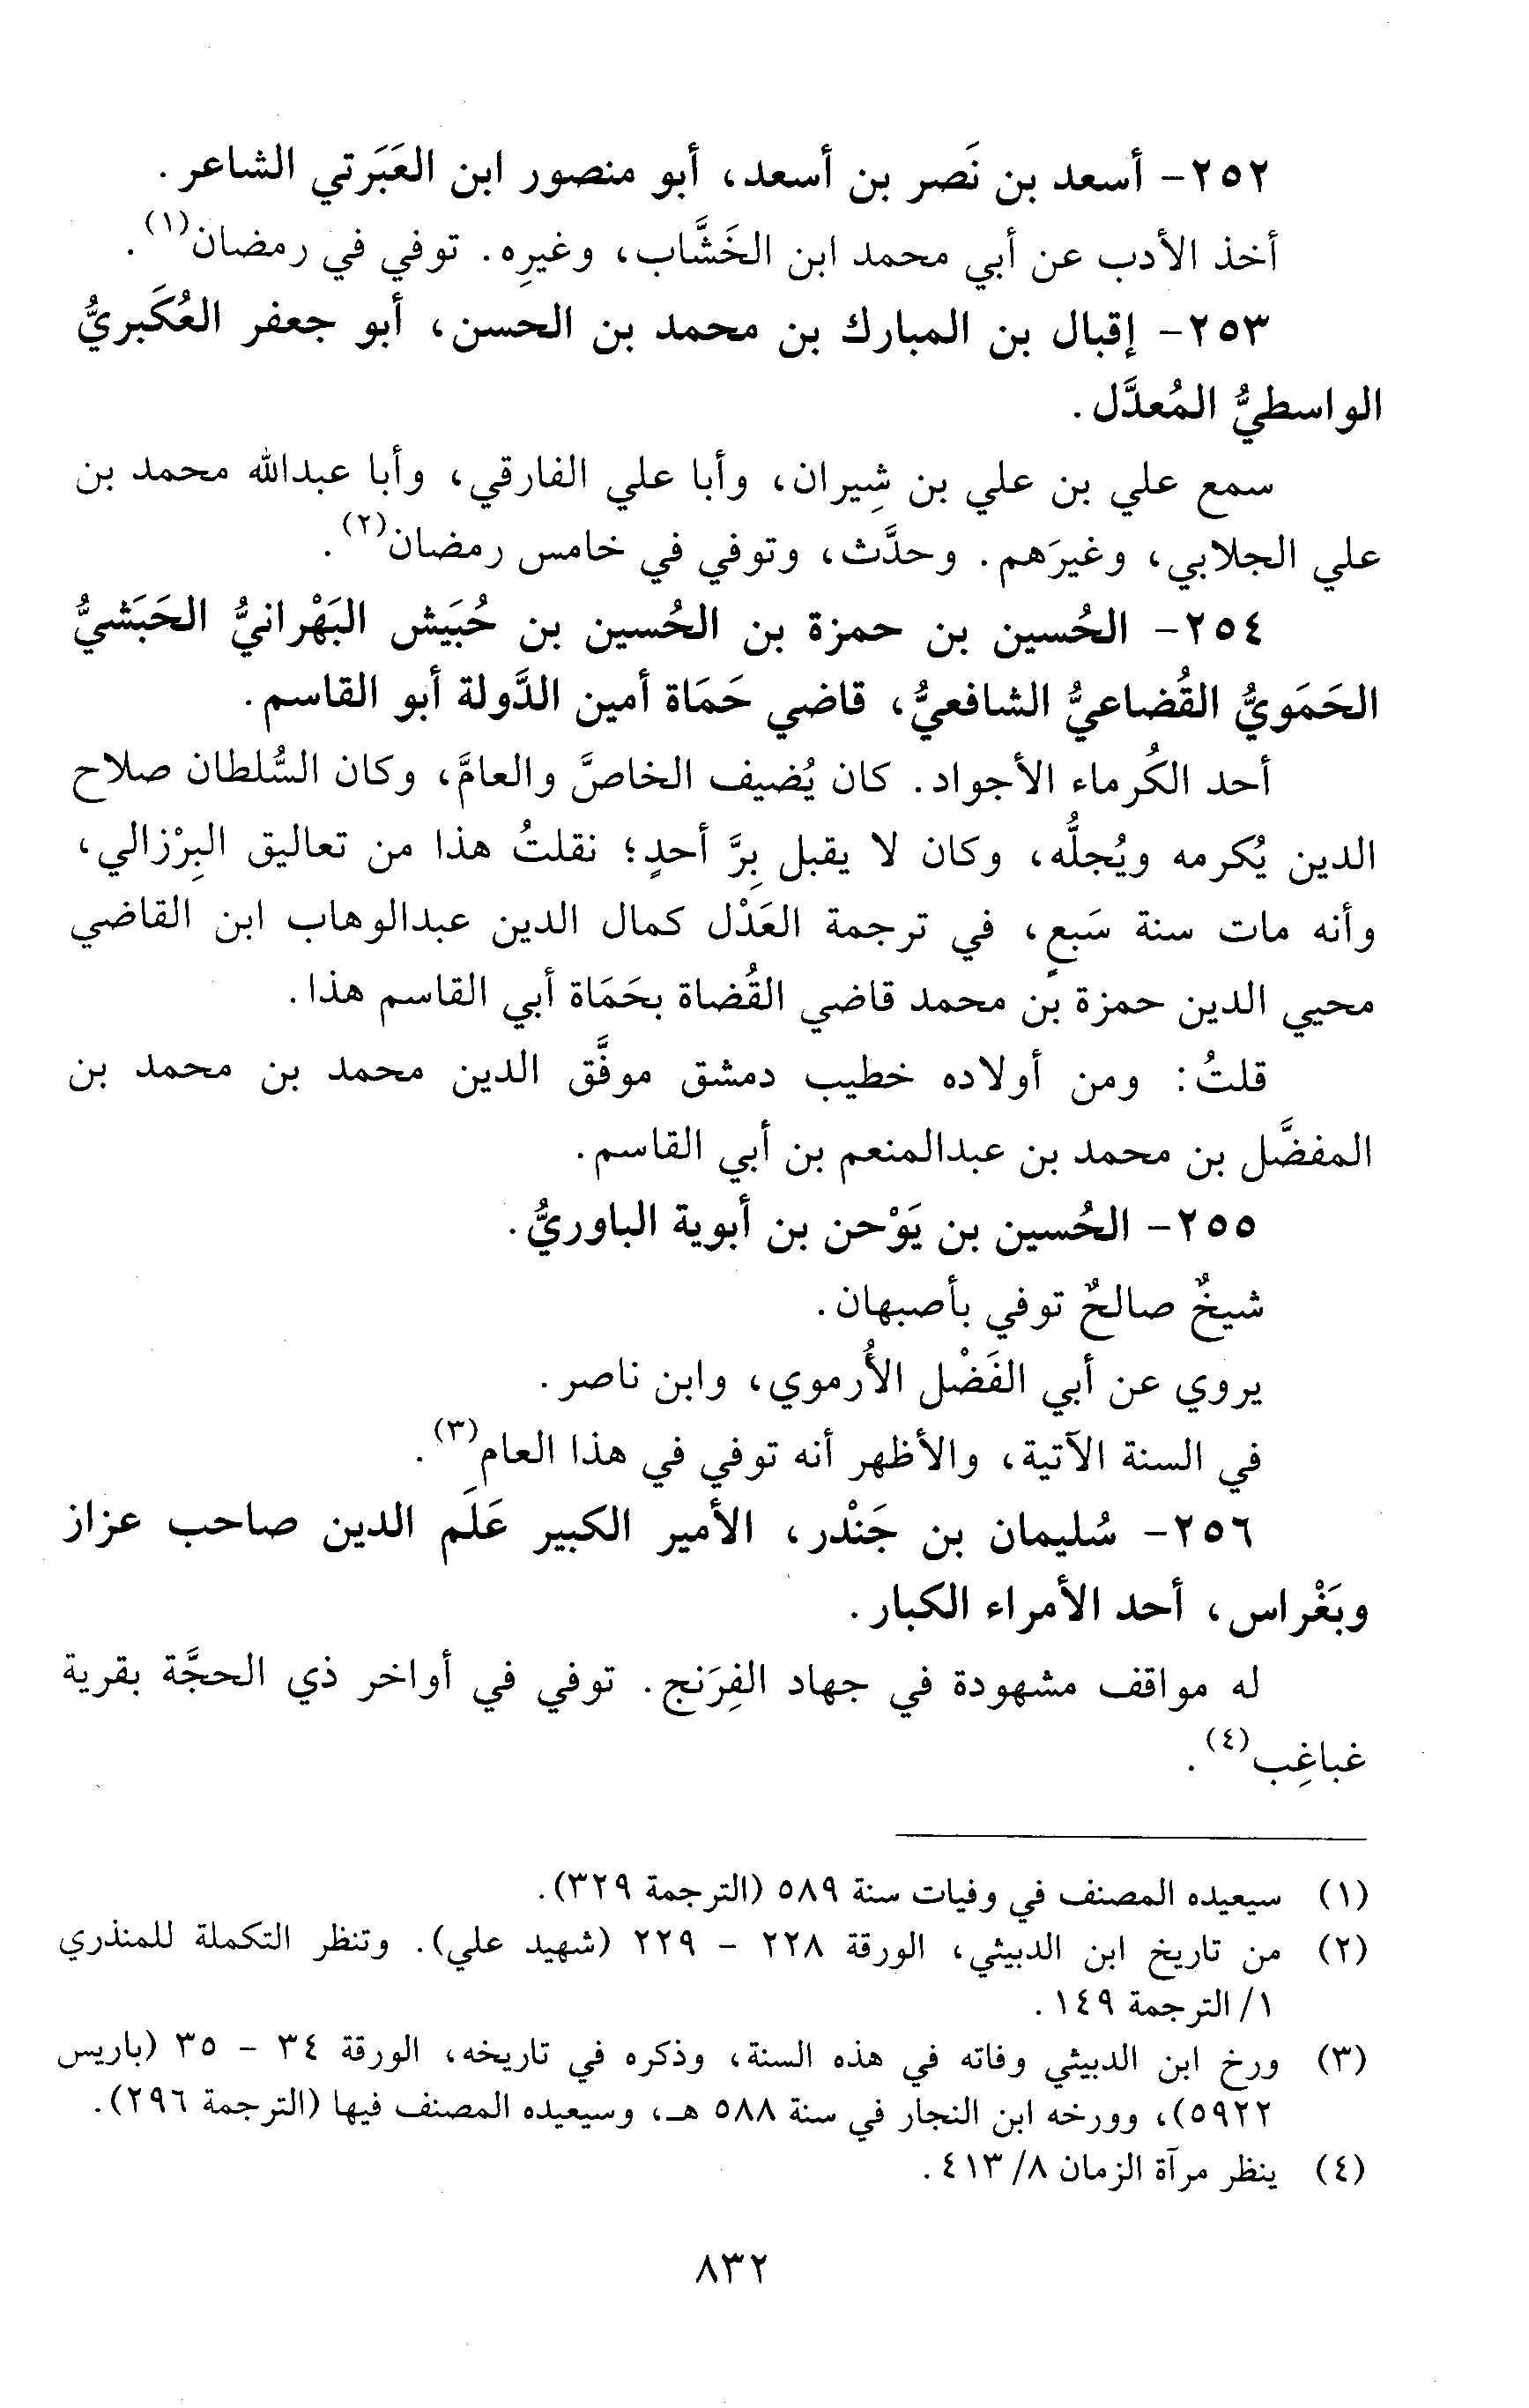 ٢٥٢- أسعد بن نَصر بن أسعد، أبو منصور ابن العَبَرتي الشاعر.
أخذ الأدب عن أبي محمد ابن الخَشَّاب، وغيرِه. توفي في رمضان(١).
٢٥٣- إقبال بن المبارك بن محمد بن الحسن، أبو جعفر العُكَبريُّ
الواسطيُّ المُعدَّل.
سمع علي بن علي بن شِيران، وأبا علي الفارقي، وأبا عبدالله محمد بن
علي الجلابي، وغيرَهم. وحدَّث، وتوفي في خامس رمضان(٢).
٢٥٤- الحُسين بن حمزة بن الحُسين بن حُبَيش البَهْرانيُّ الحَبَشيُّ
الحَمَويُّ القُضاعيُّ الشافعيُّ، قاضي حَمَاة أمين الدَّولة أبو القاسم.
أحد الكُرماء الأجواد. كان يُضيف الخاصَّ والعامَّ، وكان السُّلطان صلاح
الدين يُكرمه ويُجلُّه، وكان لا يقبل بِرَّ أحدٍ؛ نقلتُ هذا من تعاليق البِرْزالي،
وأنه مات سنة سَبعٍ، في ترجمة العَدْل كمال الدين عبدالوهاب ابن القاضي
محيي الدين حمزة بن محمد قاضي القُضاة بحَمَاة أبي القاسم هذا.
قلتُ: ومن أولاده خطيب دمشق موفَّق الدين محمد بن محمد بن
المفضَّل بن محمد بن عبدالمنعم بن أبي القاسم.
٢٥٥- الحُسين بن يَوْحن بن أبوية الباوريُّ.
شيخٌ صالحٌ توفي بأصبهان.
يروي عن أبي الفَضْل الأُرموي، وابن ناصر.
في السنة الآتية، والأظهر أنه توفي في هذا العام(٣).
٢٥٦- سُليمان بن جَنْدر، الأمير الكبير عَلَم الدين صاحب عزاز
وبَغْراس، أحد الأمراء الكبار.
له مواقف مشهودة في جهاد الفِرَنج. توفي في أواخر ذي الحجَّة بقرية
غباغِب(٤).
(١) سيعيده المصنف في وفيات سنة ٥٨٩ (الترجمة ٣٢٩).
(٢) من تاريخ ابن الدبيثي، الورقة ٢٢٨ - ٢٢٩ (شهيد علي). وتنظر التكملة للمنذري
١/ الترجمة ١٤٩.
(٣) ورخ ابن الدبيثي وفاته في هذه السنة، وذكره في تاريخه، الورقة ٣٤ - ٣٥ (باريس
٥٩٢٢)، وورخه ابن النجار في سنة ٥٨٨ هـ، وسيعيده المصنف فيها (الترجمة ٢٩٦).
(٤) ينظر مرآة الزمان ٨/ ٤١٣.
٨٣٢